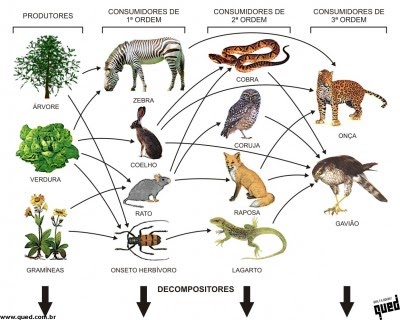 PRODUTORES
CONSUMIDORES DE
1ª ORDEM
CONSUMIDORES DE
2ª ORDEM
CONSUMIDORES DE
3ª ORDEM
ÁRVORE
ZEBRA
COBRA
ONÇA
VERDURA
COELHO
CORUJA
RATO
RAPOSA
GAVIÃO
GRAMÍNEAS
ONSETO HERBÍVORO
LAGARTO
DECOMPOSITORES
www.qued.com.br
qued